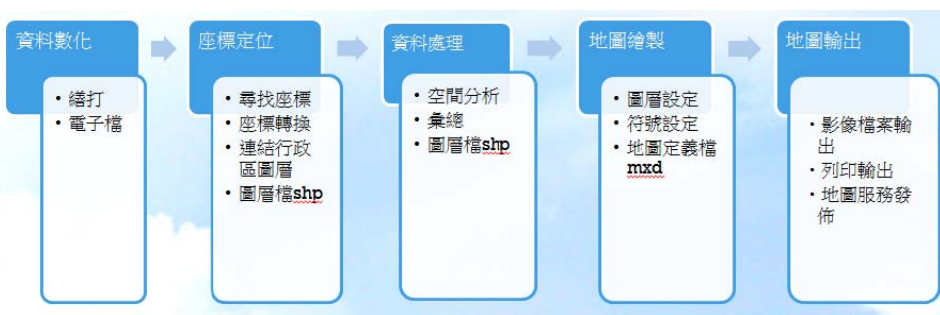 資料數化
• 繕打
• 電子檔
座標定位
• 尋找座標
• 座標轉換
• 連結行政
區圖層
• 圖層檔shp
資料處理
• 空間分析
• 彙總
• 圖層檔shp
地圖繪製
• 圖層設定
• 符號設定
• 地圖定義檔
mxd
地圖輸出
• 影像檔案輸
出
• 列印輸出
• 地圖服務發
佈